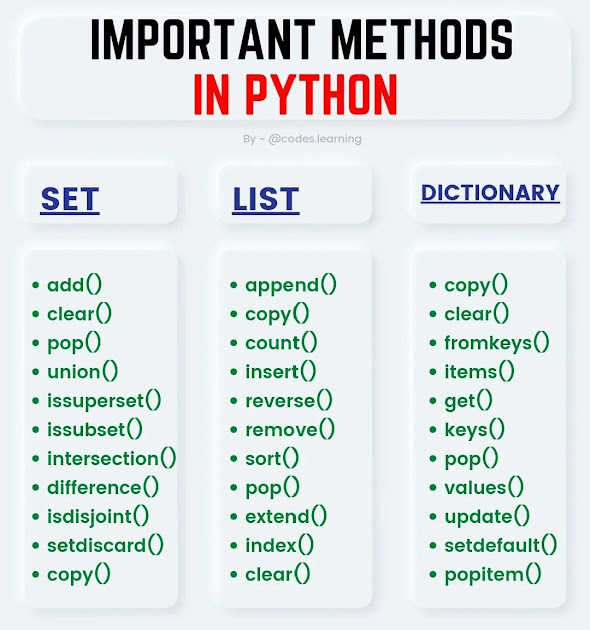 IMPORTANT METHODS
IN PYTHON
By - @codes.learning
SET
• add()
• clear()
• pop()
• union()
• issuperset()
• issubset()
• intersection()
• difference()
• isdisjoint()
• setdiscard()
• copy()
LIST
• append()
• copy()
• count()
• insert()
• reverse()
• remove()
• sort()
• pop()
• extend()
• index()
• clear()
DICTIONARY
• copy()
• clear()
• fromkeys()
• items()
• get()
• keys()
• pop()
• values()
• update()
• setdefault()
• popitem()